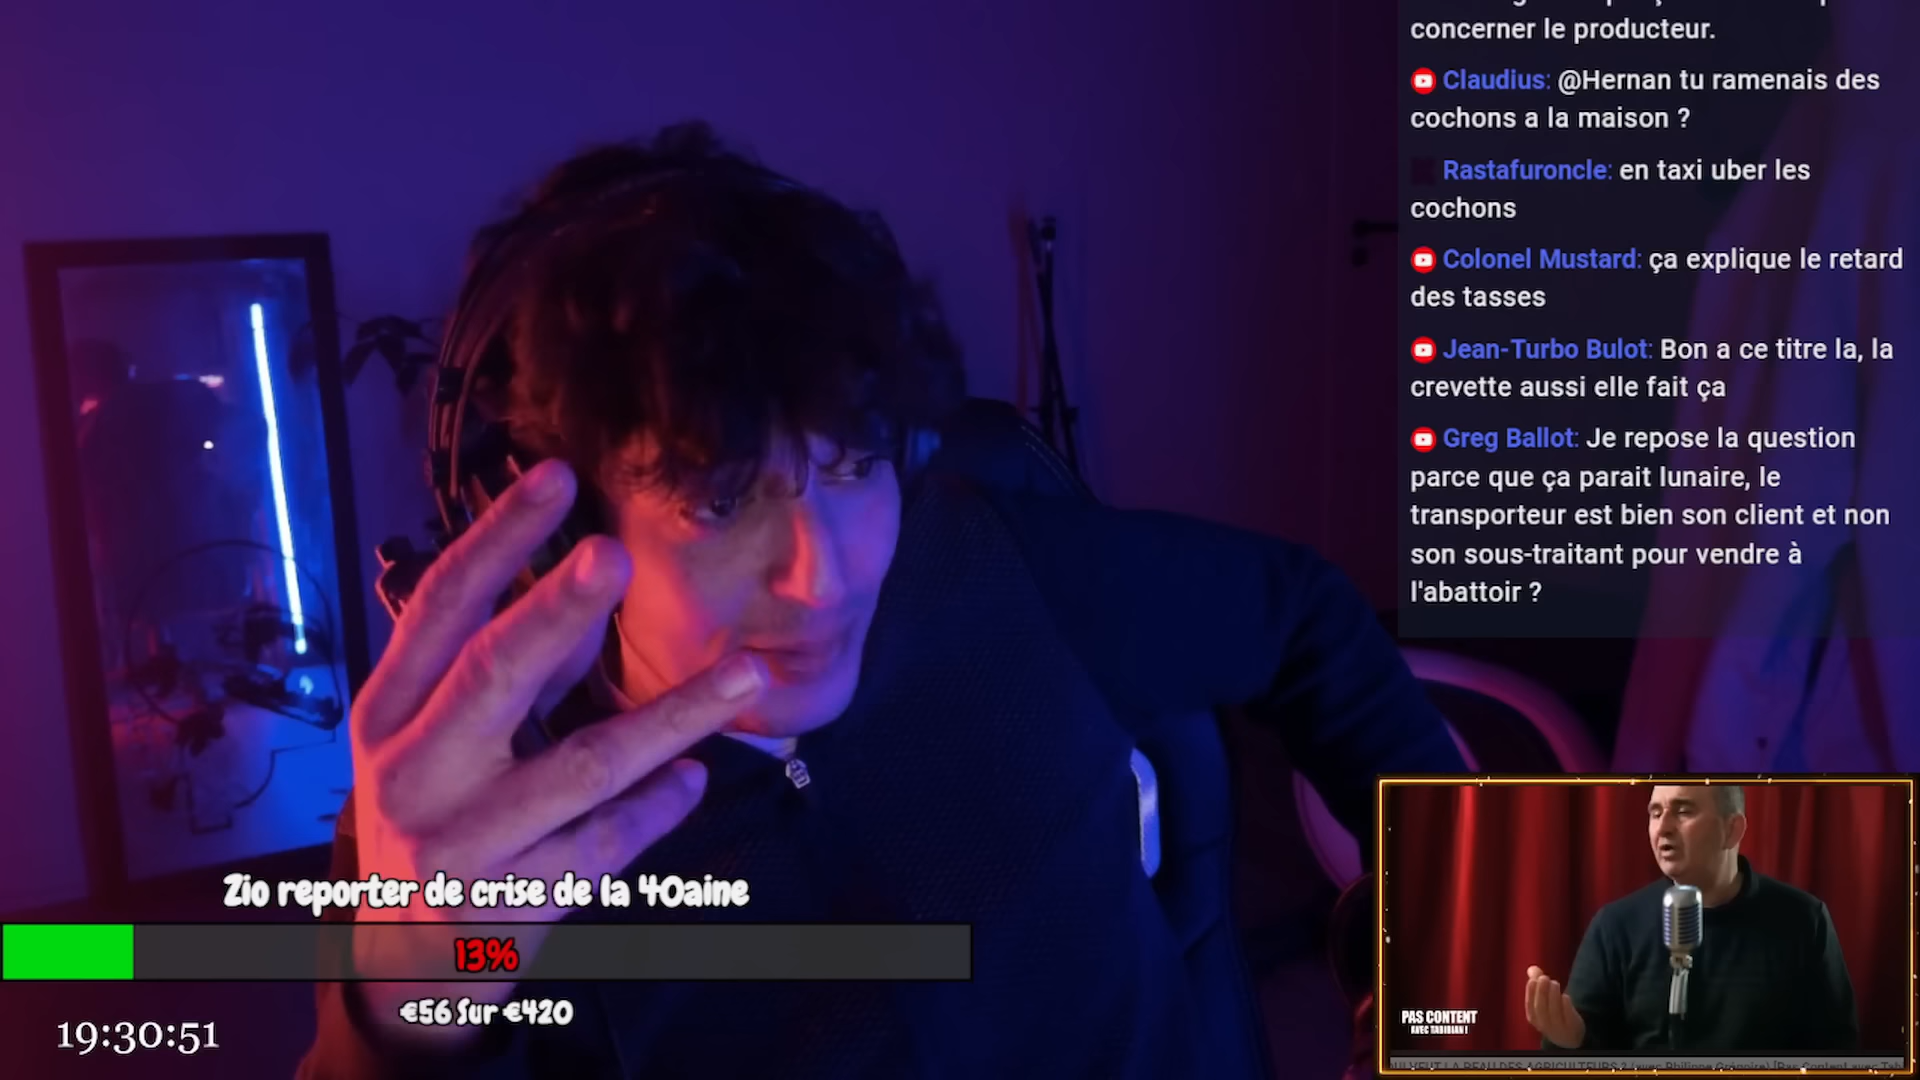 concerner le producteur.
Claudius: @Hernan tu ramenais des
cochons a la maison ?
Rastafuroncle: en taxi uber les
cochons
Colonel Mustard: ça explique le retard
des tasses
Jean-Turbo Bulot: Bon a ce titre la, la
crevette aussi elle fait ça
Greg Ballot: Je repose la question
parce que ça parait lunaire, le
transporteur est bien son client et non
son sous-traitant pour vendre à
l'abattoir ?
Zio reporter de crise de la 40aine
13%
€56 Sur €420
19:30:51
PAS CONTENT
AVEC TABIBIAN !